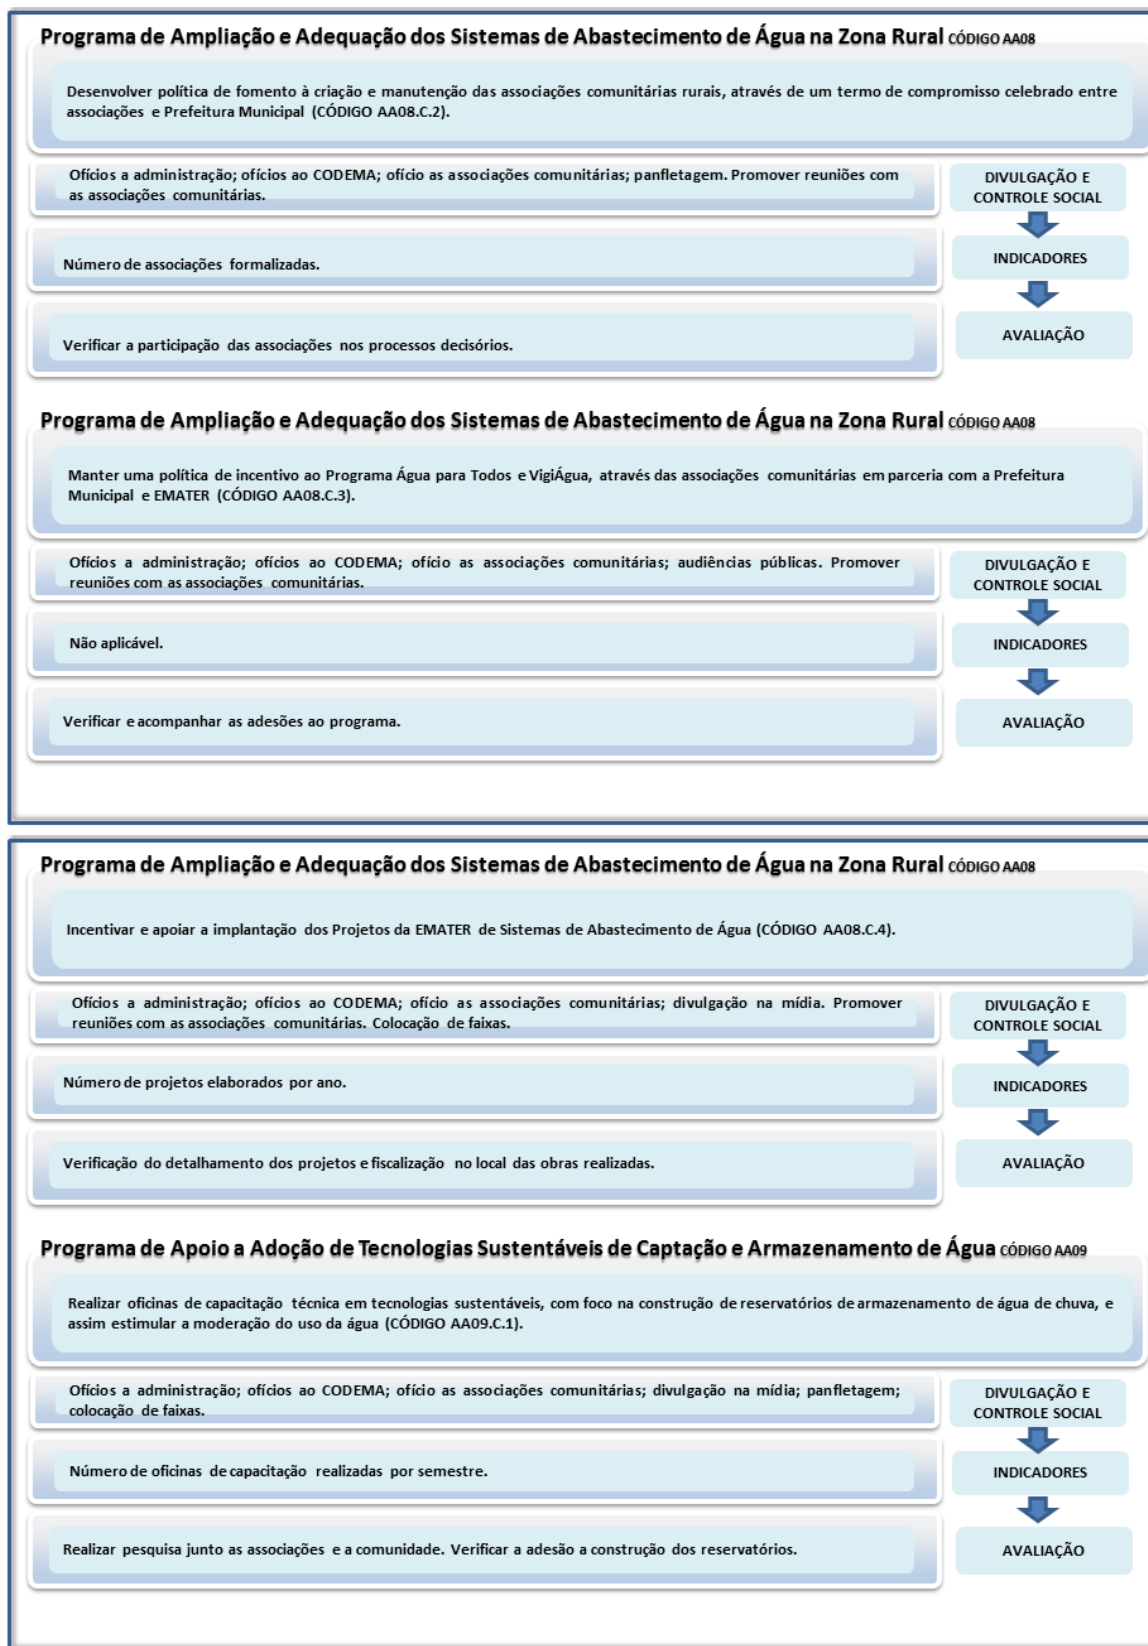 Programa de Ampliação e Adequação dos Sistemas de Abastecimento de Água na Zona Rural CÓDIGO AA08
Desenvolver política de fomento à criação e manutenção das associações comunitárias rurais, através de um termo de compromisso celebrado entre
associações e Prefeitura Municipal (CÓDIGO AA08.C.2).
Ofícios a administração; ofícios ao CODEMA; ofício as associações comunitárias; panfletagem. Promover reuniões com
as associações comunitárias.
DIVULGAÇÃO E
CONTROLE SOCIAL
Número de associações formalizadas.
INDICADORES
Verificar a participação das associações nos processos decisórios.
AVALIAÇÃO
Programa de Ampliação e Adequação dos Sistemas de Abastecimento de Água na Zona Rural CÓDIGO AA08
Manter uma política de incentivo ao Programa Água para Todos e VigiÁgua, através das associações comunitárias em parceria com a Prefeitura
Municipal e EMATER (CÓDIGO AA08.C.3).
Ofícios a administração; ofícios ao CODEMA; ofício as associações comunitárias; audiências públicas. Promover
reuniões com as associações comunitárias.
DIVULGAÇÃO E
CONTROLE SOCIAL
Não aplicável.
INDICADORES
Verificar e acompanhar as adesões ao programa.
AVALIAÇÃO
Programa de Ampliação e Adequação dos Sistemas de Abastecimento de Água na Zona Rural CÓDIGO AA08
Incentivar e apoiar a implantação dos Projetos da EMATER de Sistemas de Abastecimento de Água (CÓDIGO AA08.C.4).
Ofícios a administração; ofícios ao CODEMA; ofício as associações comunitárias; divulgação na mídia. Promover
reuniões com as associações comunitárias. Colocação de faixas.
DIVULGAÇÃO E
CONTROLE SOCIAL
Número de projetos elaborados por ano.
INDICADORES
Verificação do detalhamento dos projetos e fiscalização no local das obras realizadas.
AVALIAÇÃO
Programa de Apoio a Adoção de Tecnologias Sustentáveis de Captação e Armazenamento de Água CÓDIGO AA09
Realizar oficinas de capacitação técnica em tecnologias sustentáveis, com foco na construção de reservatórios de armazenamento de água de chuva, e
assim estimular a moderação do uso da água (CÓDIGO AA09.C.1).
Ofícios a administração; ofícios ao CODEMA; ofício as associações comunitárias; divulgação na mídia; panfletagem;
colocação de faixas.
DIVULGAÇÃO E
CONTROLE SOCIAL
Número de oficinas de capacitação realizadas por semestre.
INDICADORES
Realizar pesquisa junto as associações e a comunidade. Verificar a adesão a construção dos reservatórios.
AVALIAÇÃO